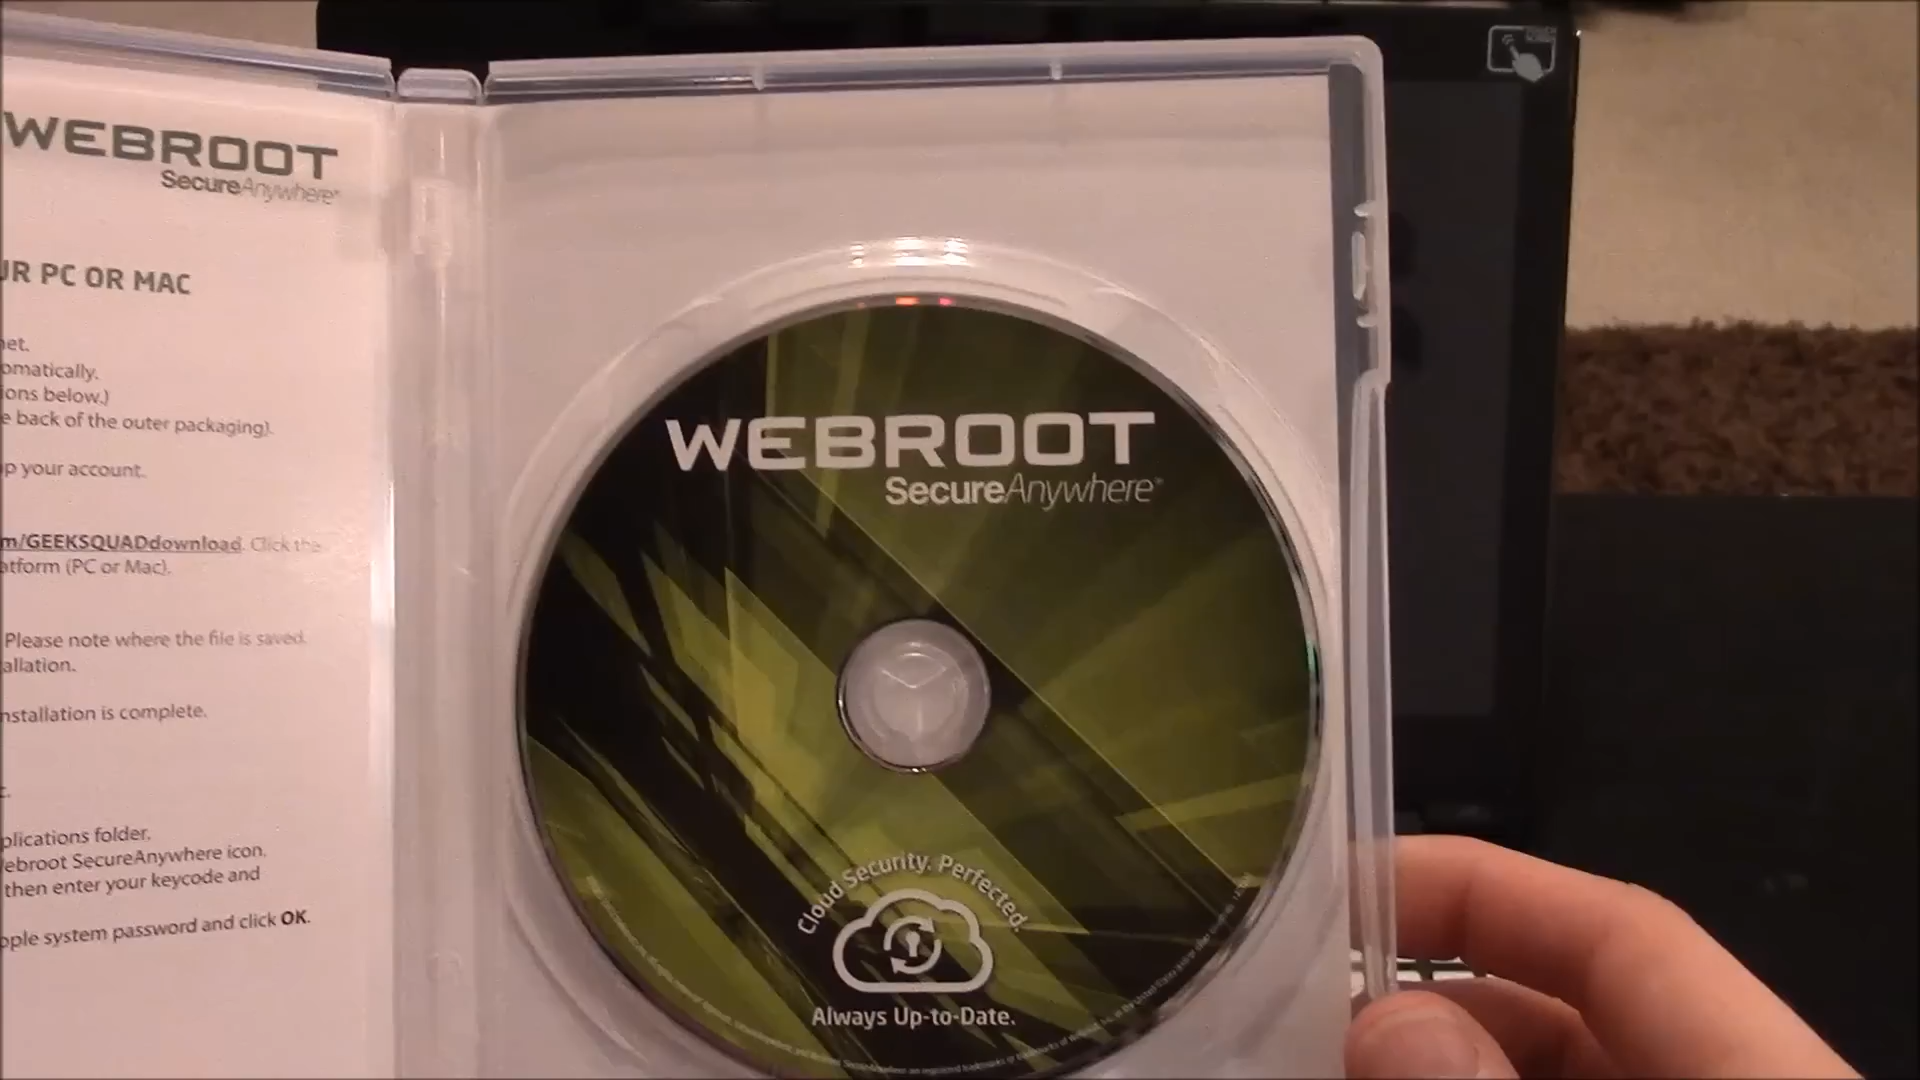 WEBROOT
SecureAnywhere
UR PC OR MAC
net.
omatically.
ions below.)
e back of the outer packaging).
p your account.
m/GEEKSQUADdownload. Click the
atform (PC or Mac).
Please note where the file is saved.
allation.
nstallation is complete.
c.
plications folder.
Webroot SecureAnywhere icon.
then enter your keycode and
pple system password and click OK.
WEBROOT
SecureAnywhere
Cloud Security. Perfected.
Always Up-to-Date.